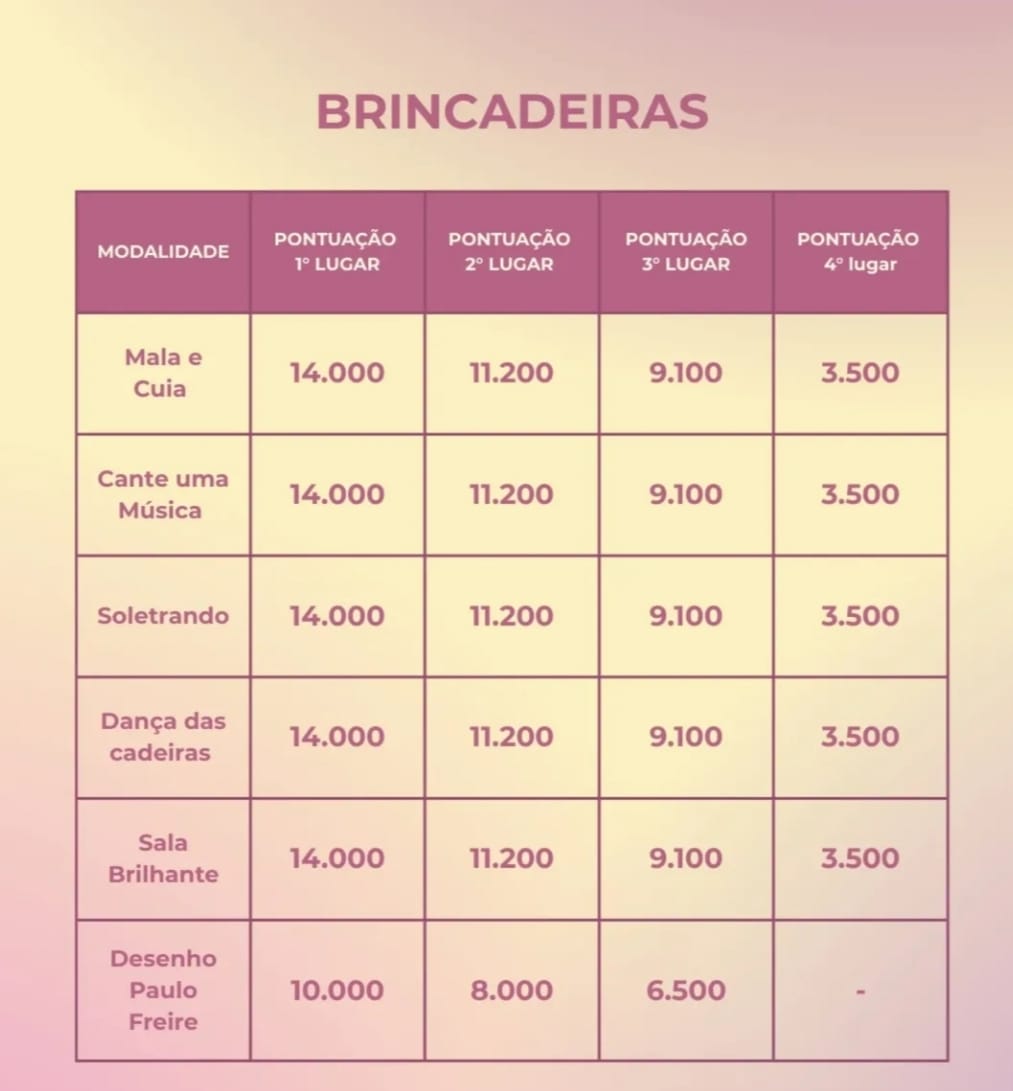 BRINCADEIRAS
MODALIDADE
PONTUAÇÃO
1° LUGAR
PONTUAÇÃO
2° LUGAR
PONTUAÇÃO
3° LUGAR
PONTUAÇÃO
4° lugar
Mala e
Cuia
14.000
11.200
9.100
3.500
Cante uma
Música
14.000
11.200
9.100
3.500
Soletrando
14.000
11.200
9.100
3.500
Dança das
cadeiras
14.000
11.200
9.100
3.500
Sala
Brilhante
14.000
11.200
9.100
3.500
Desenho
Paulo
Freire
10.000
8.000
6.500
-